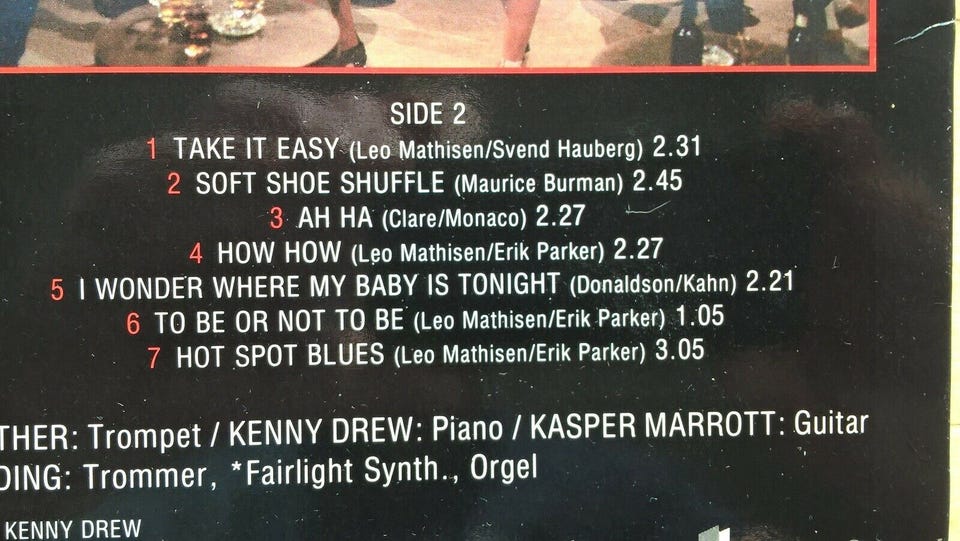 SIDE 2
1 TAKE IT EASY (Leo Mathisen/Svend Hauberg) 2.31
2 SOFT SHOE SHUFFLE (Maurice Burman) 2.45
3 AH HA (Clare/Monaco) 2.27
4 HOW HOW (Leo Mathisen/Erik Parker) 2.27
5 I WONDER WHERE MY BABY IS TONIGHT (Donaldson/Kahn) 2.21
6 TO BE OR NOT TO BE (Leo Mathisen/Erik Parker) 1.05
7 HOT SPOT BLUES (Leo Mathisen/Erik Parker) 3.05
THER: Trompet / KENNY DREW: Piano / KASPER MARROTT: Guitar
DING: Trommer, *Fairlight Synth., Orgel
KENNY DREW